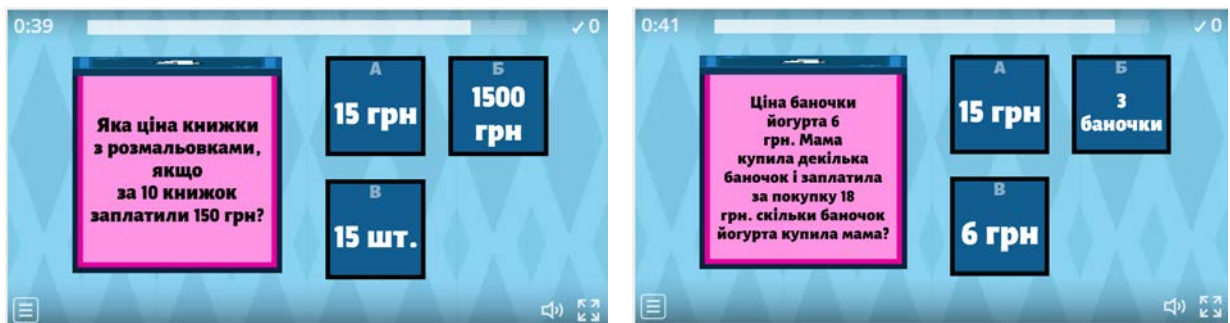 0:39
✓ 0
Яка ціна книжки
з розмальовками,
якщо
за 10 книжок
заплатили 150 грн?
А
15 грн
Б
1500
грн
В
15 шт.
0:41
✓ 0
Ціна баночки
йогурта 6
грн. Мама
купила декілька
баночок і заплатила
за покупку 18
грн. скільки баночок
йогурта купила мама?
А
15 грн
Б
3
баночки
В
6 грн